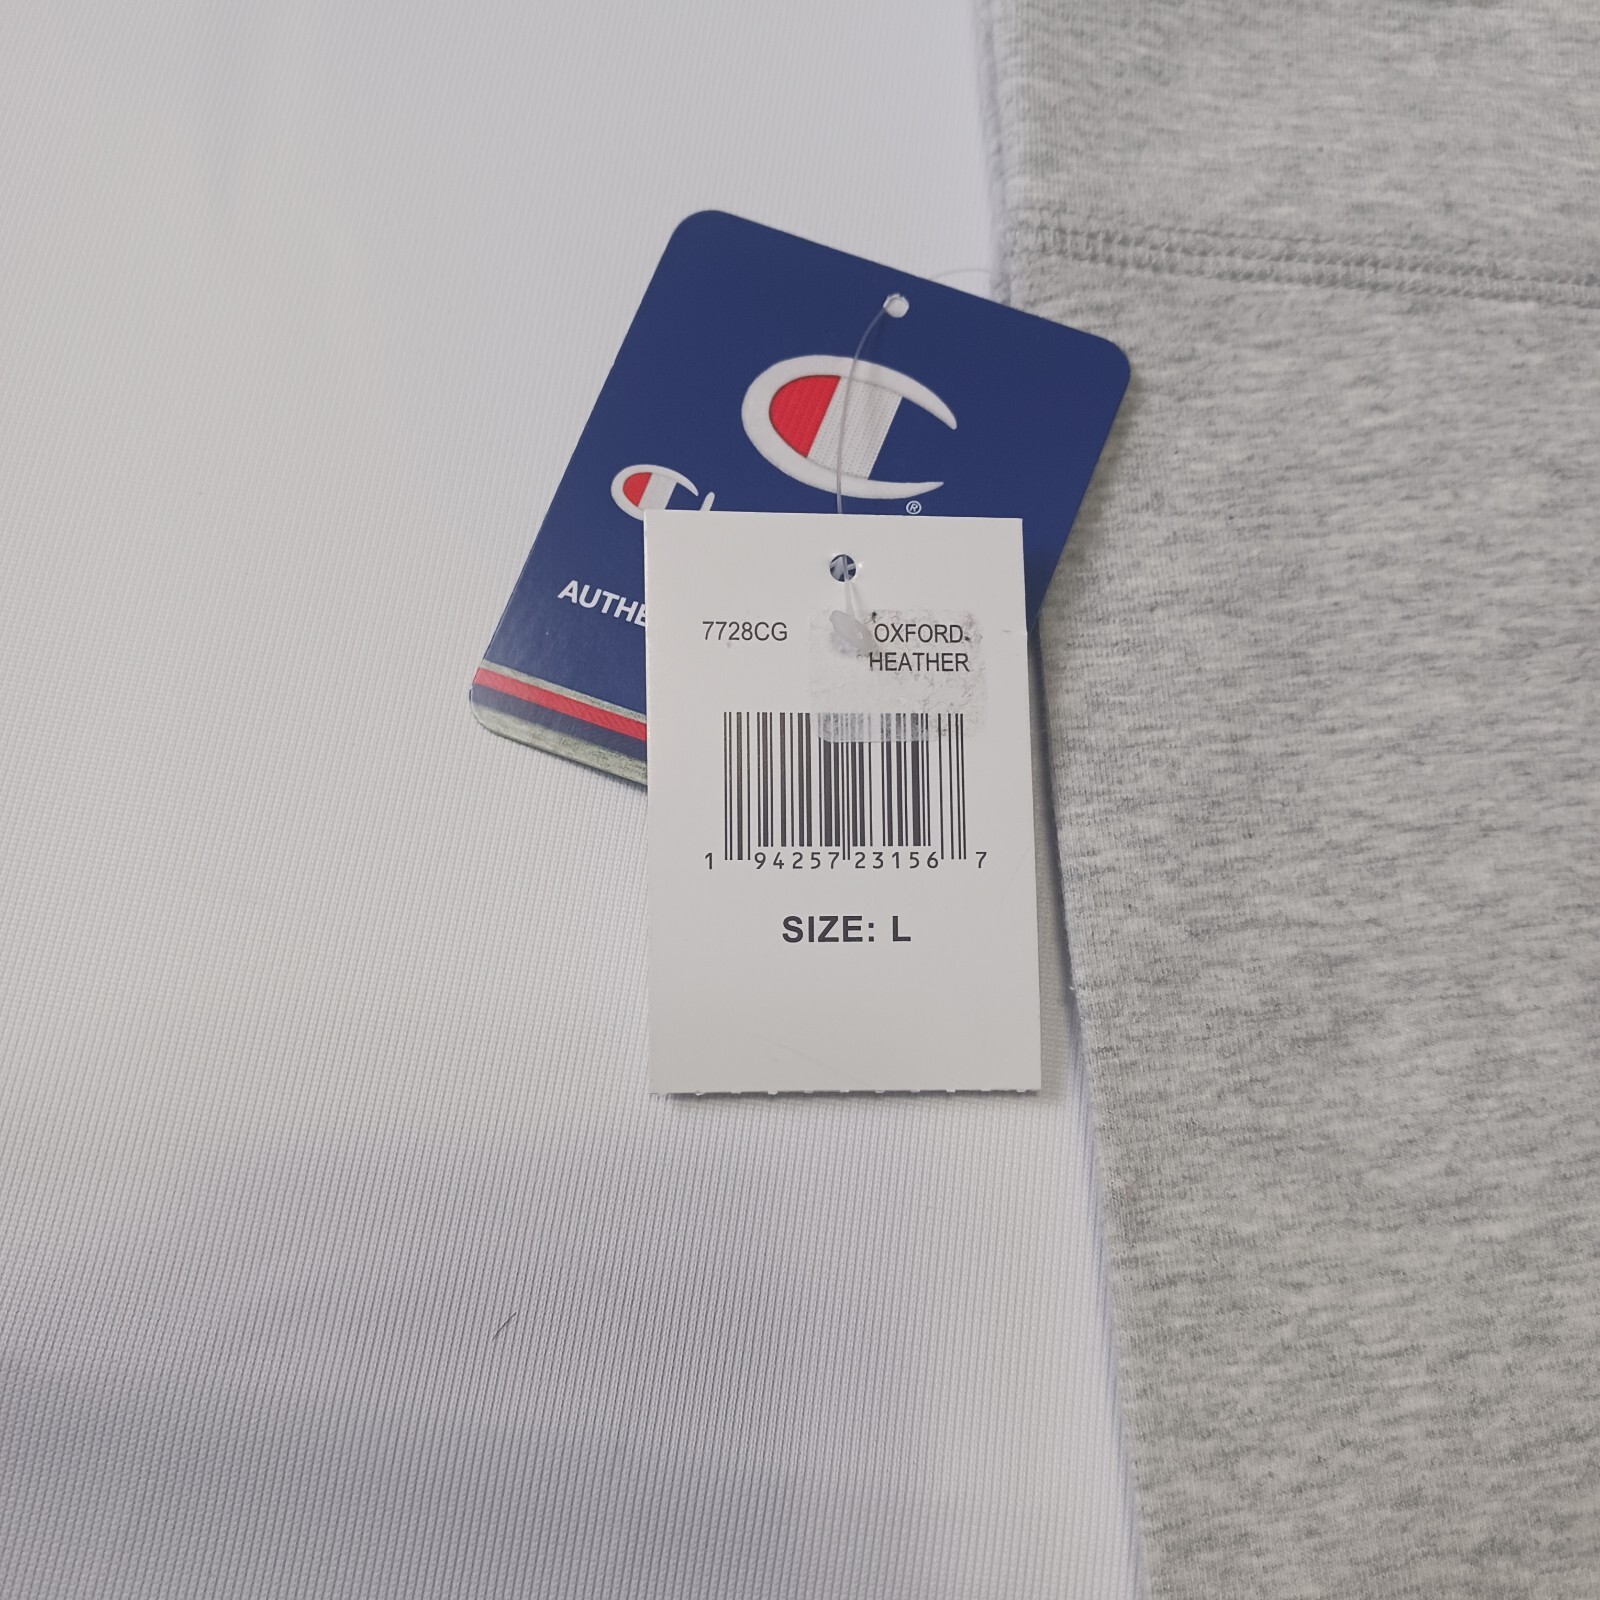 ®
AUTHE
7728CG
OXFORD-
HEATHER
1 94257 23156 7
SIZE: L